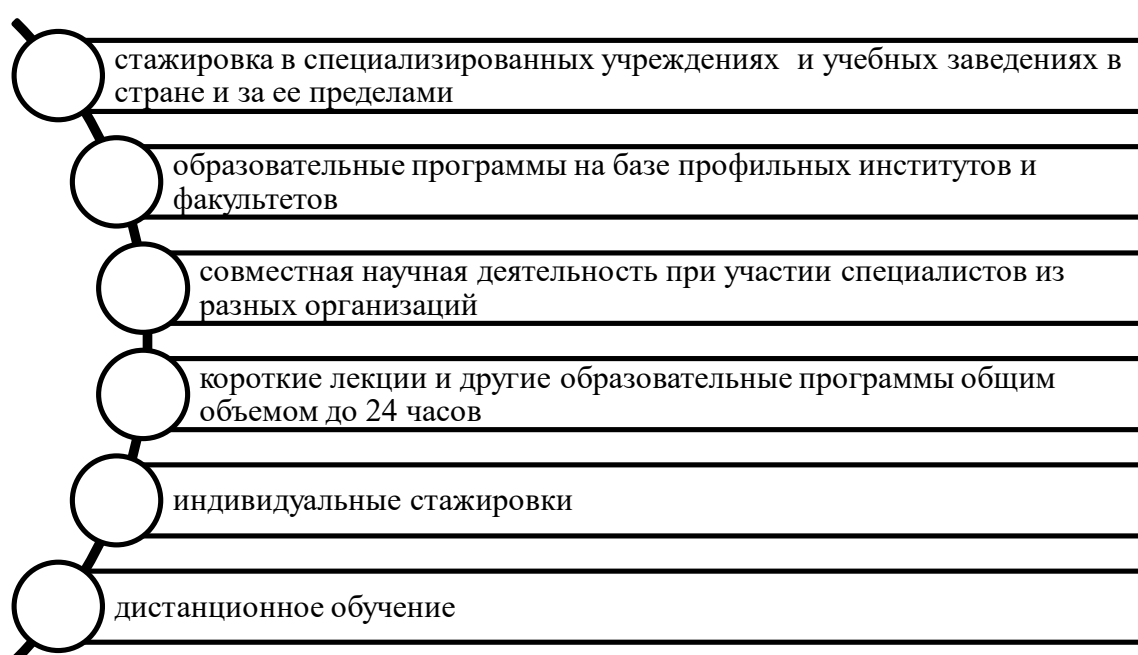 стажировка в специализированных учреждениях и учебных заведениях в
стране и за ее пределами
образовательные программы на базе профильных институтов и
факультетов
совместная научная деятельность при участии специалистов из
разных организаций
короткие лекции и другие образовательные программы общим
объемом до 24 часов
индивидуальные стажировки
дистанционное обучение